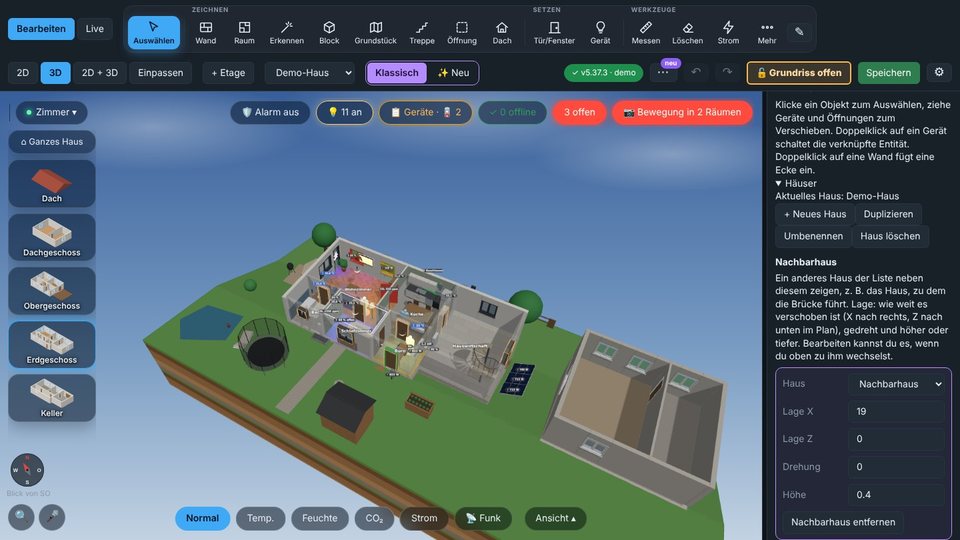 ZEICHNEN
SETZEN
WERKZEUGE
Bearbeiten
Live
Auswählen
Wand
Raum
Erkennen
Block
Grundstück
Treppe
Öffnung
Dach
Tür/Fenster
Gerät
Messen
Löschen
Strom
Mehr
2D
3D
2D + 3D
Einpassen
+ Etage
Demo-Haus
Klassisch
✨ Neu
✓ v5.37.3 · demo
neu
Grundriss offen
Speichern
Zimmer ▾
Alarm aus
11 an
Geräte · 2
✓ 0 offline
3 offen
Bewegung in 2 Räumen
⌂ Ganzes Haus
Dach
Dachgeschoss
Obergeschoss
Erdgeschoss
Keller
Küche
Büro
Hauswirtschaft
N
W
O
S
Blick von SO
Normal
Temp.
Feuchte
CO₂
Strom
Funk
Ansicht ▴
Klicke ein Objekt zum Auswählen, ziehe
Geräte und Öffnungen zum
Verschieben. Doppelklick auf ein Gerät
schaltet die verknüpfte Entität.
Doppelklick auf eine Wand fügt eine
Ecke ein.
▼ Häuser
Aktuelles Haus: Demo-Haus
+ Neues Haus
Duplizieren
Umbenennen
Haus löschen
Nachbarhaus
Ein anderes Haus der Liste neben
diesem zeigen, z. B. das Haus, zu dem
die Brücke führt. Lage: wie weit es
verschoben ist (X nach rechts, Z nach
unten im Plan), gedreht und höher oder
tiefer. Bearbeiten kannst du es, wenn
du oben zu ihm wechselst.
Haus
Nachbarhaus
Lage X
19
Lage Z
0
Drehung
0
Höhe
0.4
Nachbarhaus entfernen